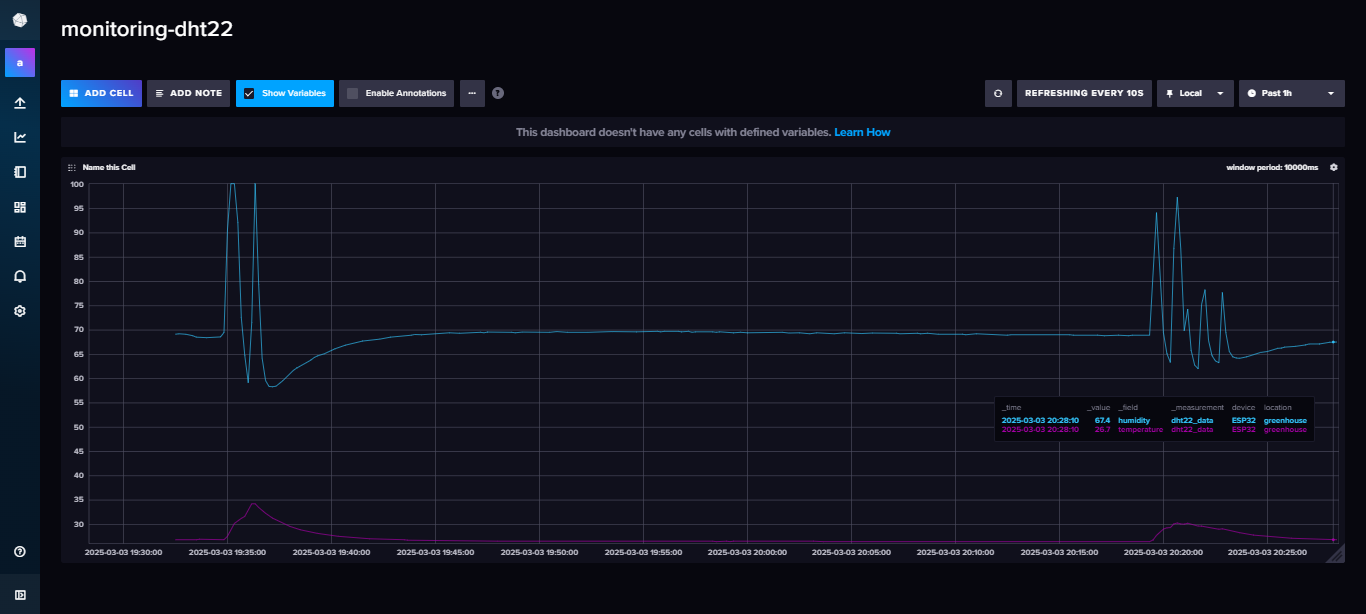 monitoring-dht22
a
ADD CELL ADD NOTE Show Variables Enable Annotations ... ? REFRESHING EVERY 10S Local Past 1h
This dashboard doesn't have any cells with defined variables. Learn How
Name this Cell window period: 10000ms
100
95
90
85
80
75
70
65
60
55
50
45
40
35
30
_time _value _field _measurement device location
2025-03-03 20:28:10 67.4 humidity dht22_data ESP32 greenhouse
2025-03-03 20:28:10 26.7 temperature dht22_data ESP32 greenhouse
2025-03-03 19:30:00 2025-03-03 19:35:00 2025-03-03 19:40:00 2025-03-03 19:45:00 2025-03-03 19:50:00 2025-03-03 19:55:00 2025-03-03 20:00:00 2025-03-03 20:05:00 2025-03-03 20:10:00 2025-03-03 20:15:00 2025-03-03 20:20:00 2025-03-03 20:25:00